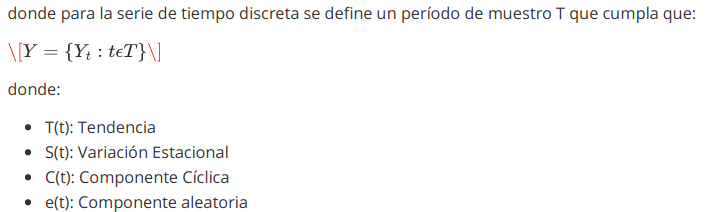 donde para la serie de tiempo discreta se define un período de muestro T que cumpla que:
\[Y = {Y_t : tϵT}\]
donde:
• T(t): Tendencia
• S(t): Variación Estacional
• C(t): Componente Cíclica
• e(t): Componente aleatoria